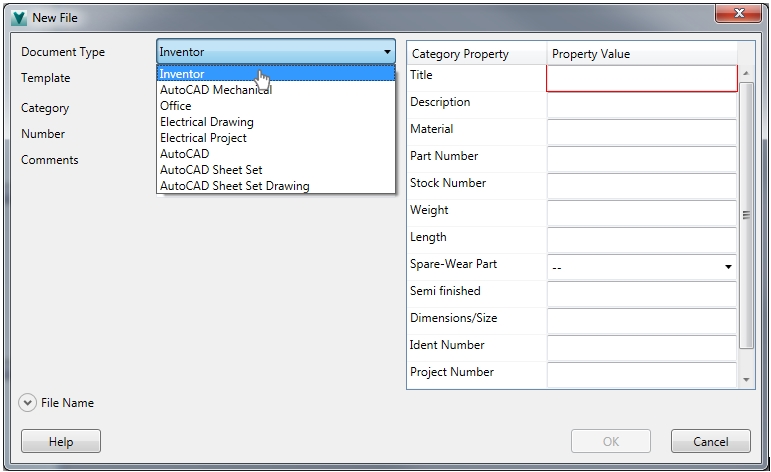 New File
Document Type
Inventor
Template
Category
Number
Comments
Inventor
AutoCAD Mechanical
Office
Electrical Drawing
Electrical Project
AutoCAD
AutoCAD Sheet Set
AutoCAD Sheet Set Drawing
Category Property Property Value
Title
Description
Material
Part Number
Stock Number
Weight
Length
Spare-Wear Part --
Semi finished
Dimensions/Size
Ident Number
Project Number
File Name
Help OK Cancel